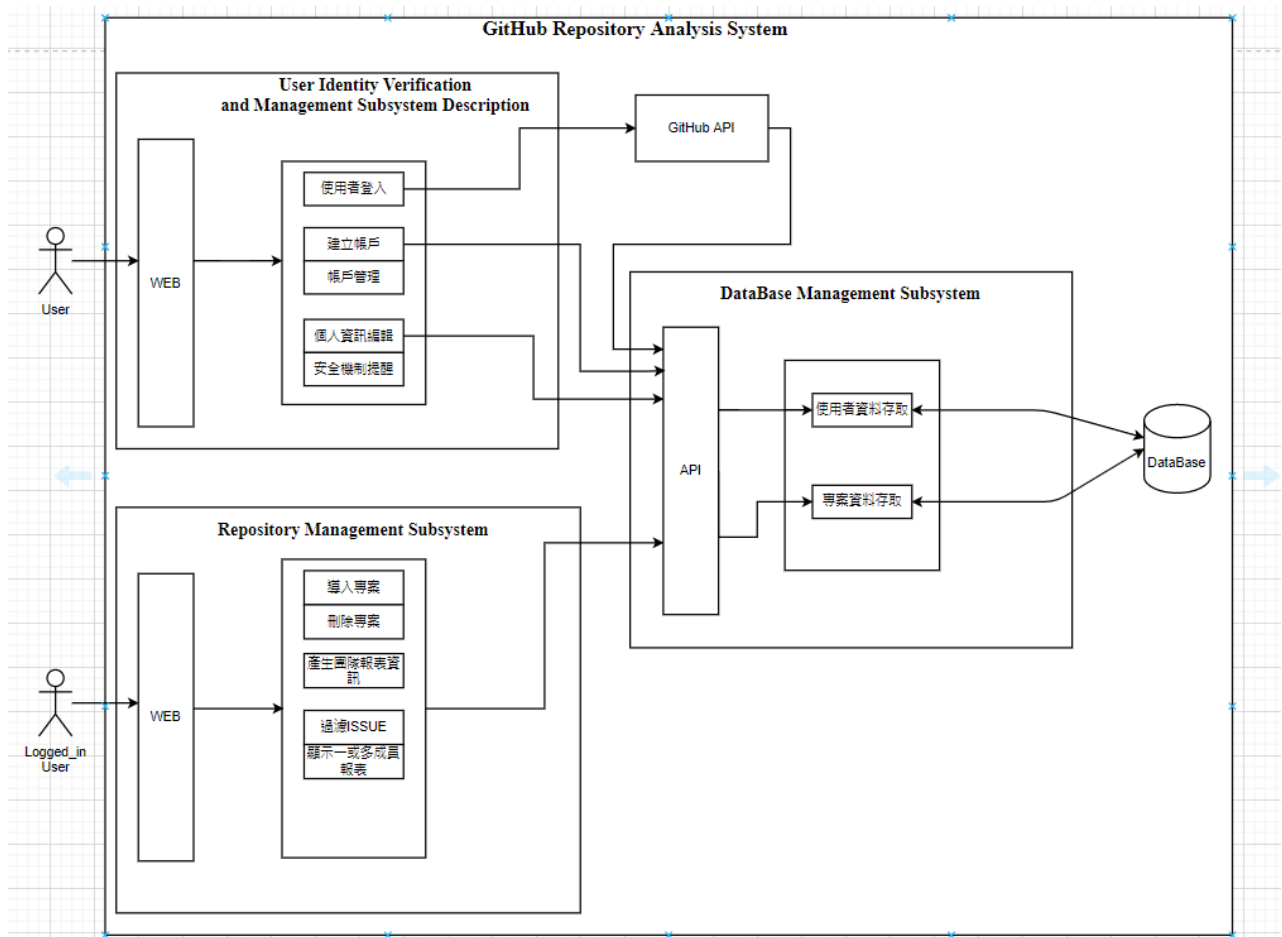 GitHub Repository Analysis System
User Identity Verification
and Management Subsystem Description
WEB
使用者登入
建立帳戶
帳戶管理
個人資訊編輯
安全機制提醒
User
GitHub API
DataBase Management Subsystem
API
使用者資料存取
專案資料存取
DataBase
Repository Management Subsystem
WEB
導入專案
刪除專案
產生團隊報表資
訊
過濾ISSUE
顯示一或多成員
報表
Logged_in
User